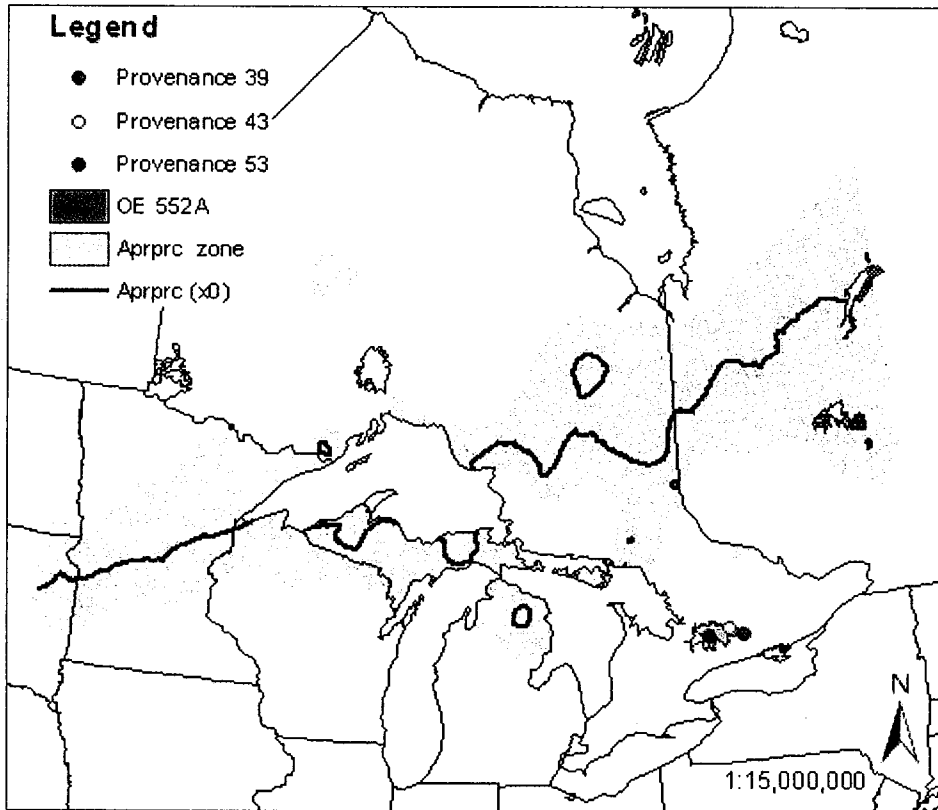 Legend
Provenance 39
Provenance 43
Provenance 53
OE 552A
Aprprc zone
Aprprc (x0)
N
1:15,000,000